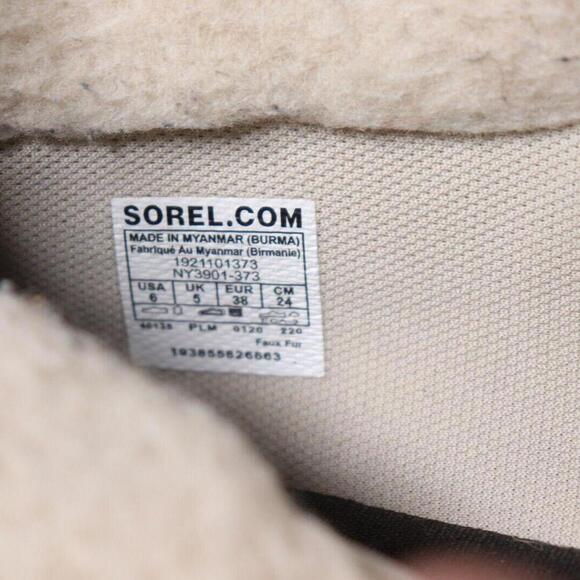 SOREL.COM
MADE IN MYANMAR (BURMA)
Fabriqué Au Myanmar (Birmanie)
1921101373
NY3901-373
USA UK EUR CM
6 5 38 24
PLM 0120 220
Faux Fur
193855626663